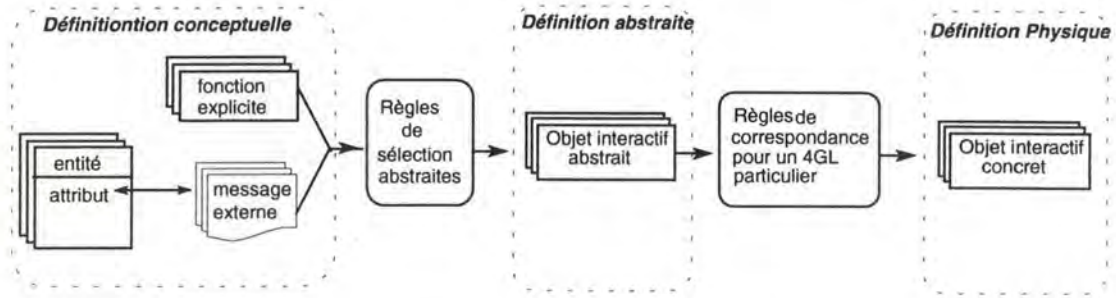 Définitiontion conceptuelle
fonction
explicite
entité
attribut
message
externe
Règles
de
sélection
abstraites
Définition abstraite
Objet interactif
abstrait
Règles de
correspondance
pour un 4GL
particulier
Définition Physique
Objet interactif
concret